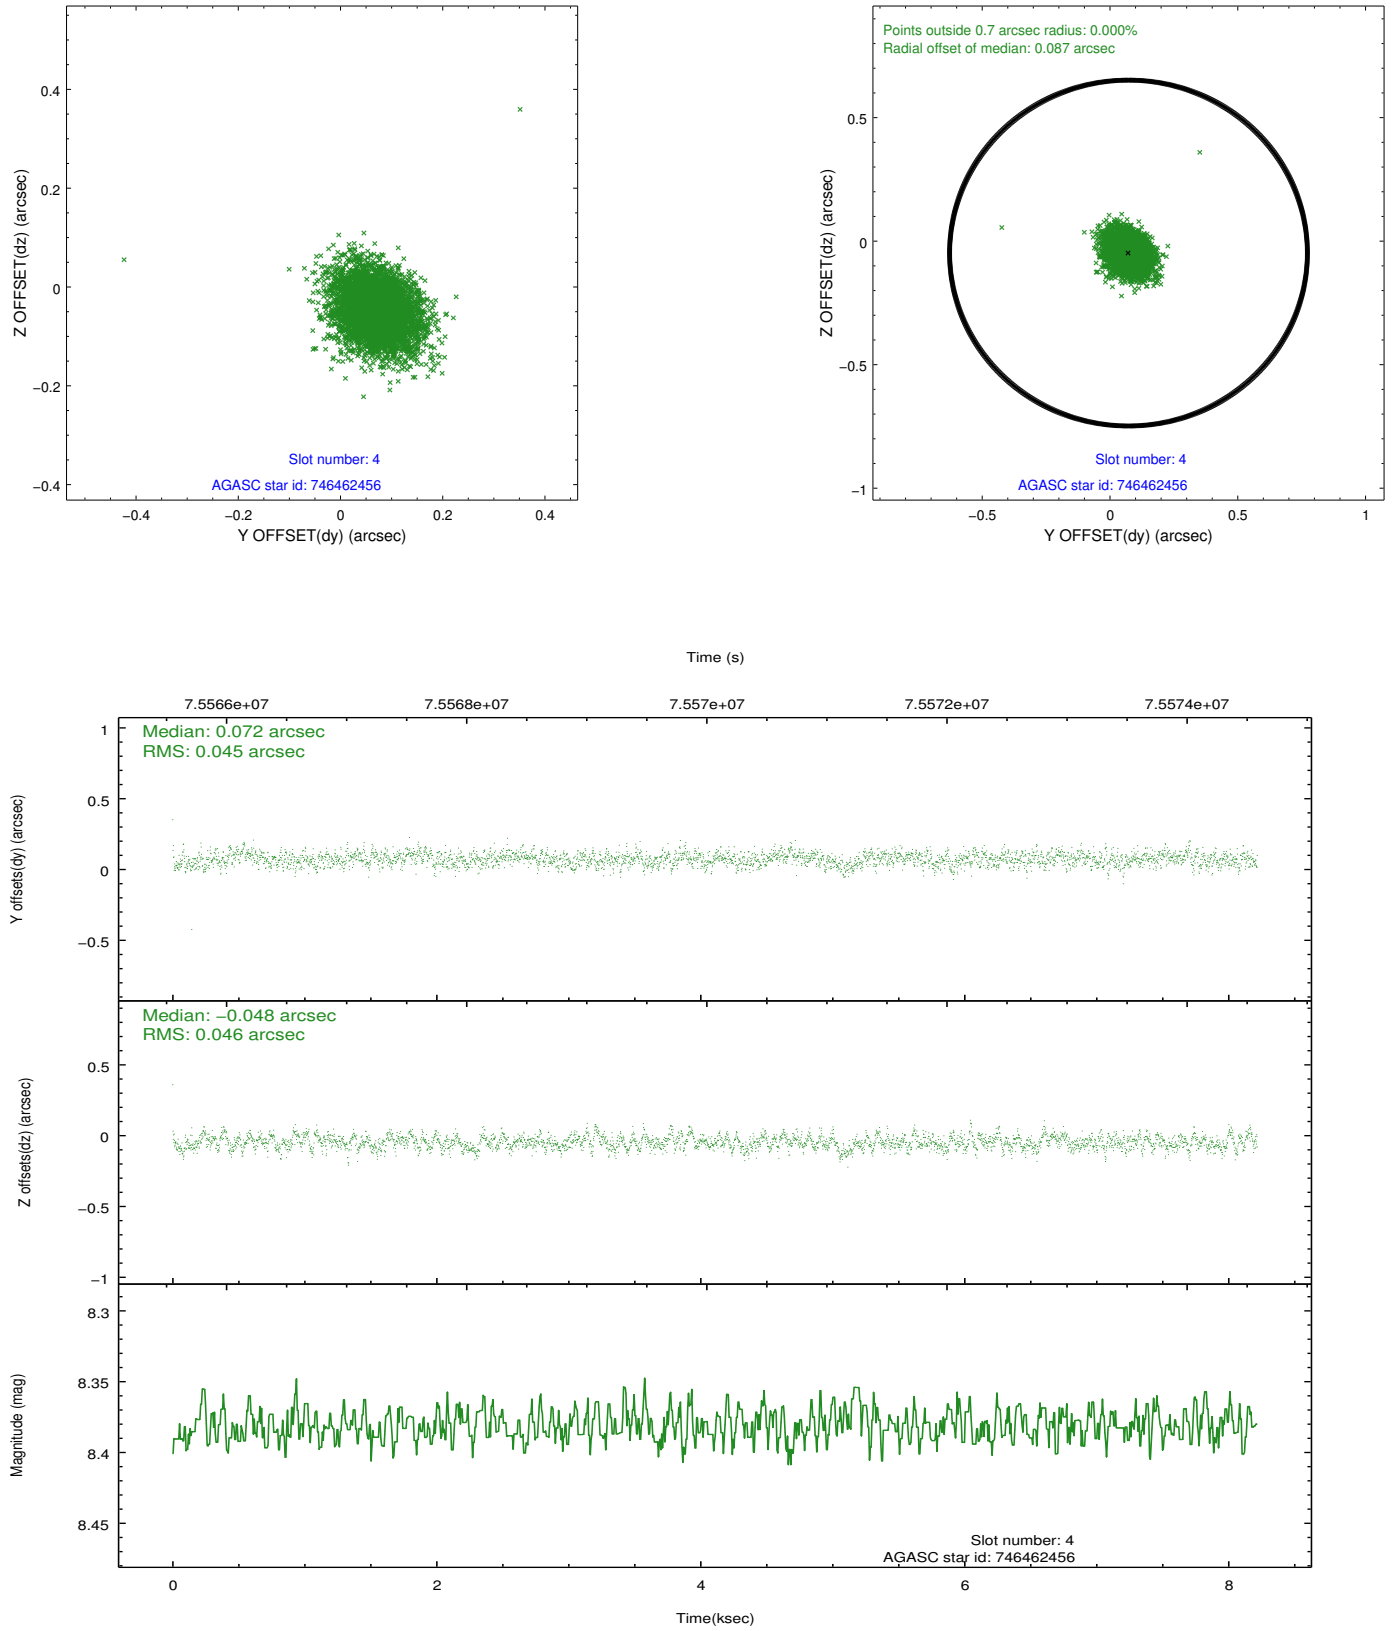 0.4
0.2
0
−0.2
−0.4
Z OFFSET(dz) (arcsec)
Slot number: 4
AGASC star id: 746462456
−0.4 −0.2 0 0.2 0.4
Y OFFSET(dy) (arcsec)
Points outside 0.7 arcsec radius: 0.000%
Radial offset of median: 0.087 arcsec
0.5
0
−0.5
−1
Z OFFSET(dz) (arcsec)
Slot number: 4
AGASC star id: 746462456
−0.5 0 0.5 1
Y OFFSET(dy) (arcsec)
Time (s)
7.5566e+07 7.5568e+07 7.557e+07 7.5572e+07 7.5574e+07
Median: 0.072 arcsec
RMS: 0.045 arcsec
1
0.5
0
−0.5
Y offsets(dy) (arcsec)
Median: −0.048 arcsec
RMS: 0.046 arcsec
0.5
0
−0.5
−1
Z offsets(dz) (arcsec)
8.3
8.35
8.4
8.45
Magnitude (mag)
Slot number: 4
AGASC star id: 746462456
0 2 4 6 8
Time(ksec)